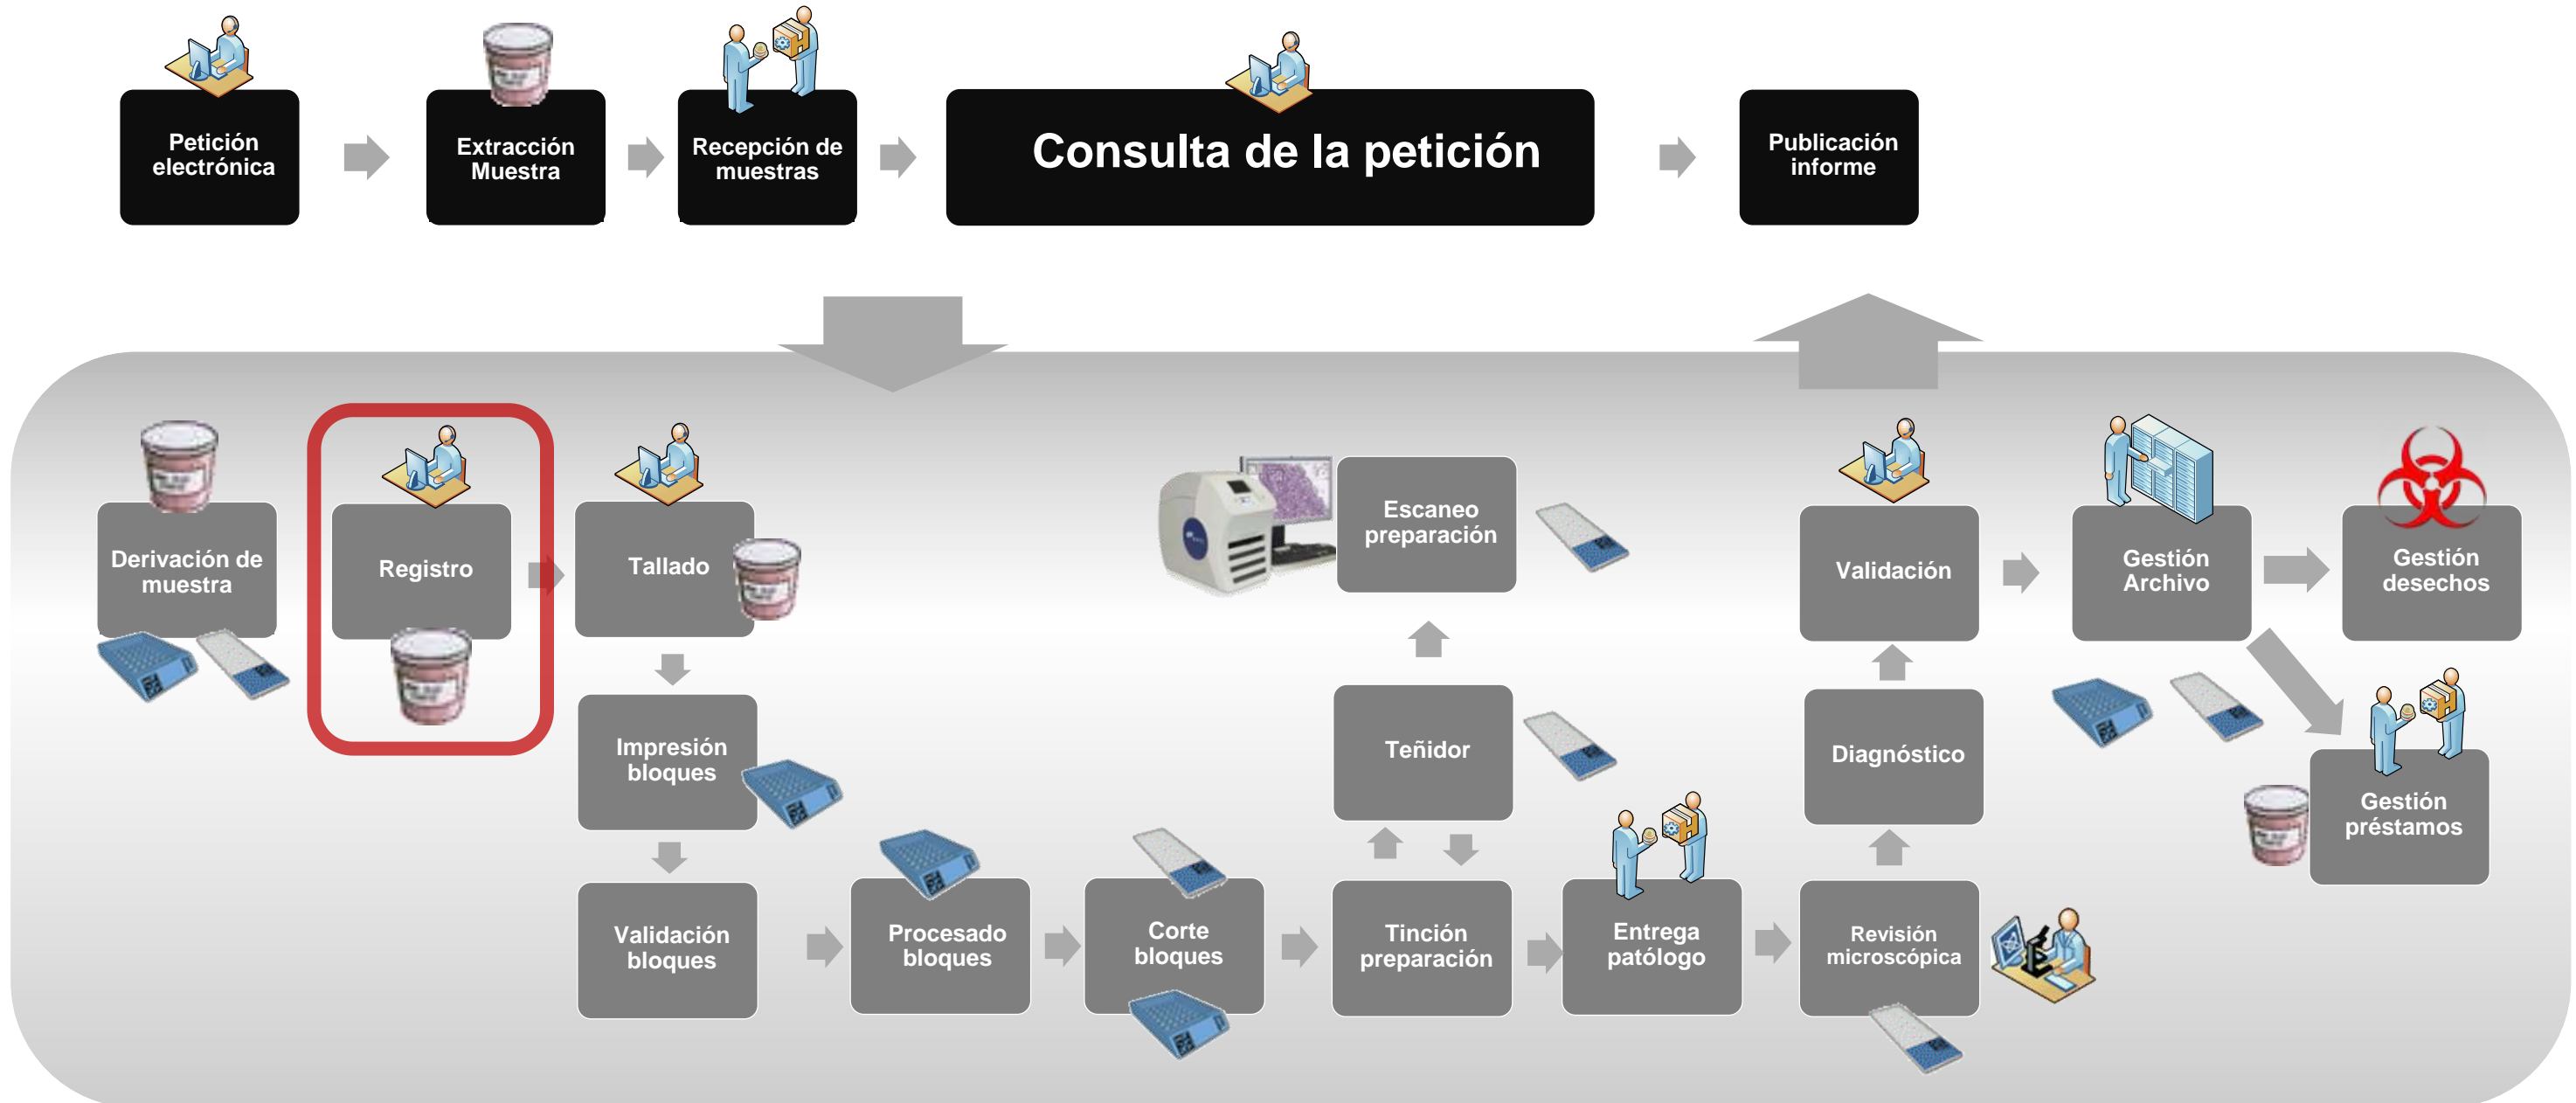 Petición
electrónica
Extracción
Muestra
Recepción de
muestras
Consulta de la petición
Publicación
informe
Derivación de
muestra
Registro
Tallado
Escaneo
preparación
Validación
Gestión
Archivo
Gestión
desechos
Impresión
bloques
Teñidor
Diagnóstico
Gestión
préstamos
Validación
bloques
Procesado
bloques
Corte
bloques
Tinción
preparación
Entrega
patólogo
Revisión
microscópica